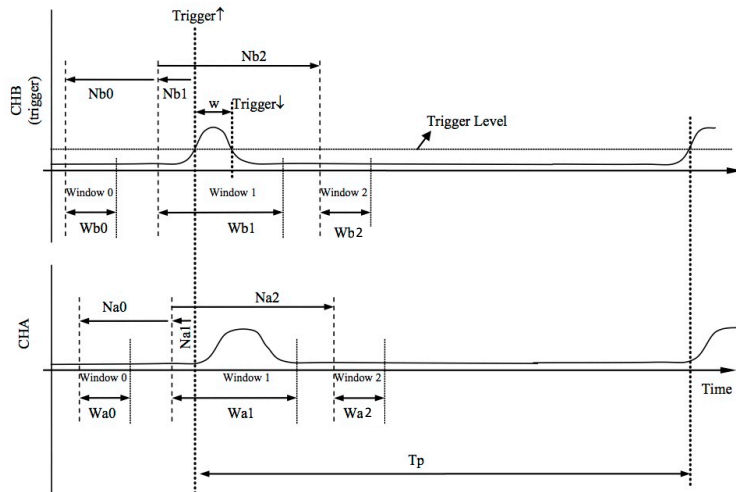 Trigger↑
Nb2
Nb0
Nb1
CHB
(trigger)
w
Trigger↓
Trigger Level
Window 0
Window 1
Window 2
Wb0
Wb1
Wb2
Na2
Na0
Na1
CHA
Window 0
Window 1
Window 2
Time
Wa0
Wa1
Wa2
Tp